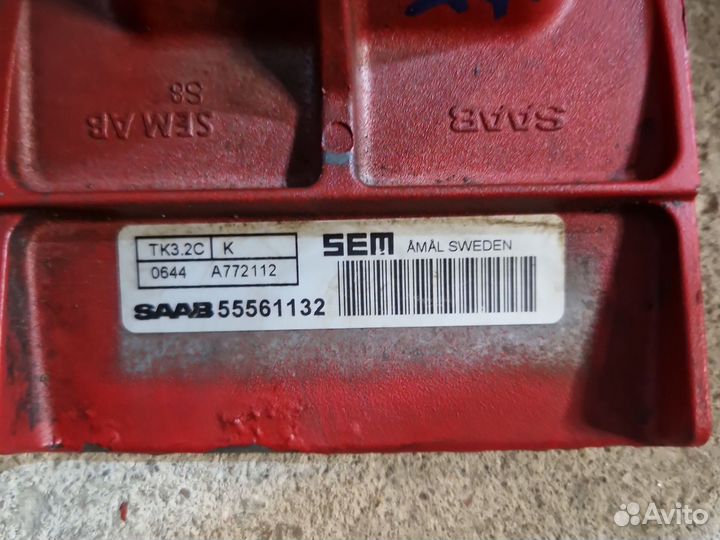 SEM AB
S8
SAAB
TK3.2C K
0644 A772112
SEM ÅMÅL SWEDEN
SAAB 55561132
Avito